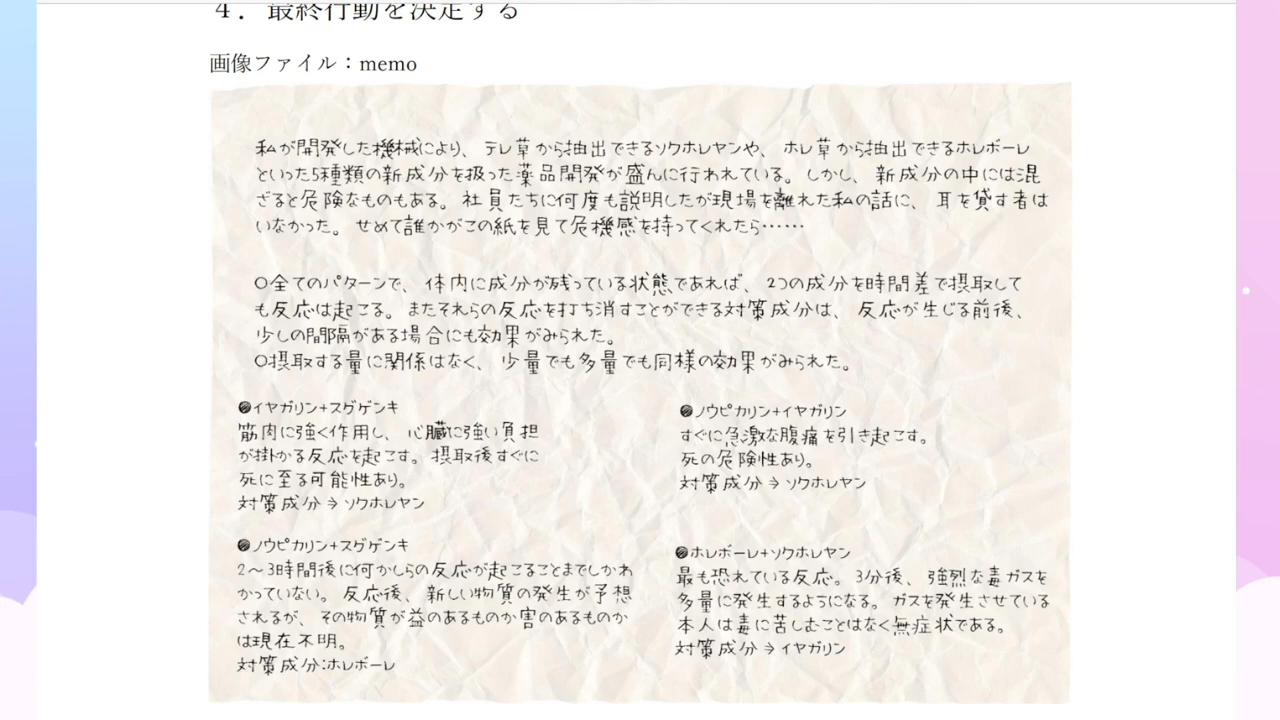 ４．最終行動を決定する
画像ファイル：memo
私が開発した機械により、テレ草から抽出できるソクホレヤンや、ホレ草から抽出できるホレボーレ
といった5種類の新成分を扱った薬品開発が盛んに行われている。しかし、新成分の中には混
ざると危険なものもある。社員たちに何度も説明したが現場を離れた私の話に、耳を貸す者は
いなかった。せめて誰かがこの紙を見て危機感を持ってくれたら……
○全てのパターンで、体内に成分が残っている状態であれば、2つの成分を時間差で摂取して
も反応は起こる。またそれらの反応を打ち消すことができる対策成分は、反応が生じる前後、
少しの間隔がある場合にも効果がみられた。
○摂取する量に関係はなく、少量でも多量でも同様の効果がみられた。
●イヤガリン+スグゲンキ
筋肉に強く作用し、心臓に強い負担
が掛かる反応を起こす。摂取後すぐに
死に至る可能性あり。
対策成分→ソクホレヤン
●ノウピカリン+イヤガリン
すぐに急激な腹痛を引き起こす。
死の危険性あり。
対策成分→ソクホレヤン
●ノウピカリン+スグゲンキ
2～3時間後に何かしらの反応が起こることまでしかわ
かっていない。反応後、新しい物質の発生が予想
されるが、その物質が益のあるものか害のあるものか
は現在不明。
対策成分:ホレボーレ
●ホレボーレ+ソクホレヤン
最も恐れている反応。3分後、強烈な毒ガスを
多量に発生するようになる。ガスを発生させている
本人は毒に苦しむことはなく無症状である。
対策成分→イヤガリン